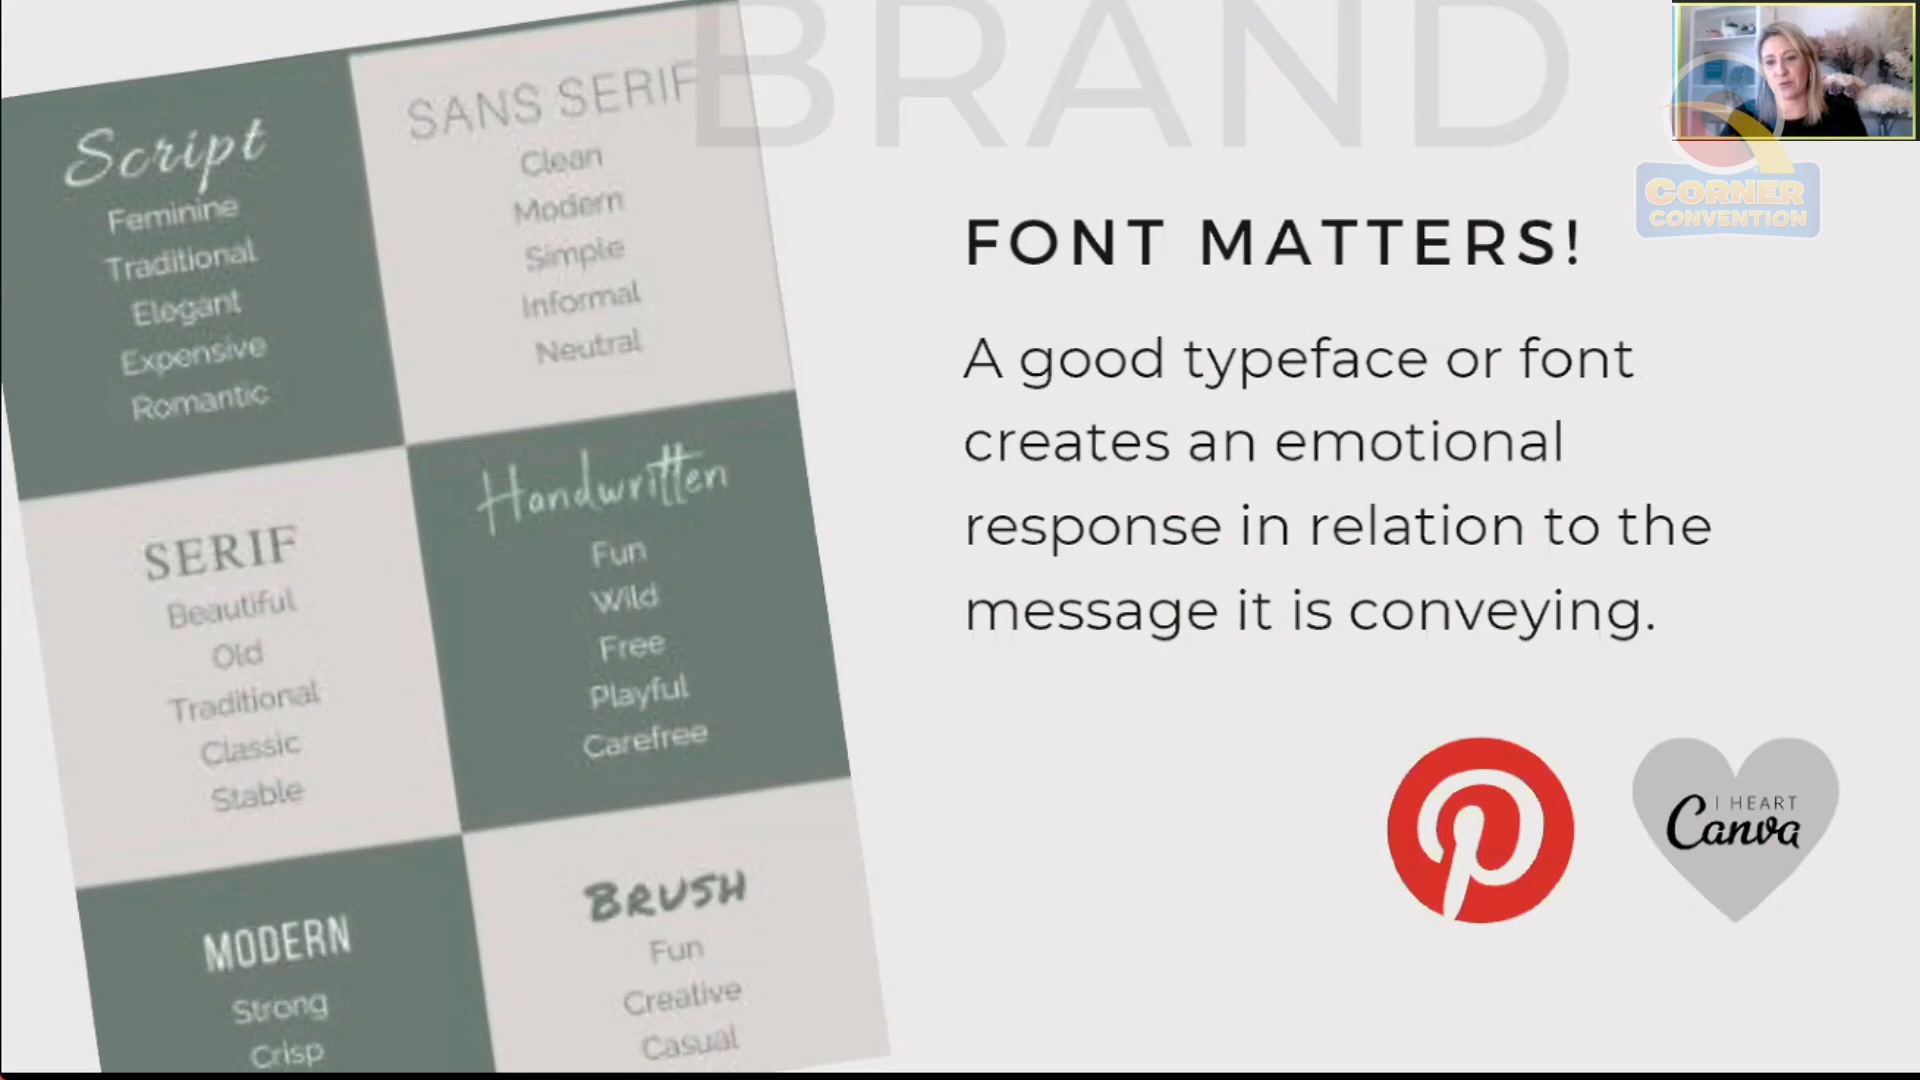 BRAND
Script
Feminine
Traditional
Elegant
Expensive
Romantic
SANS SERIF
Clean
Modern
Simple
Informal
Neutral
SERIF
Beautiful
Old
Traditional
Classic
Stable
Handwritten
Fun
Wild
Free
Playful
Carefree
MODERN
Strong
Crisp
BRUSH
Fun
Creative
Casual
FONT MATTERS!
A good typeface or font
creates an emotional
response in relation to the
message it is conveying.
I HEART
Canva
CORNER
CONVENTION